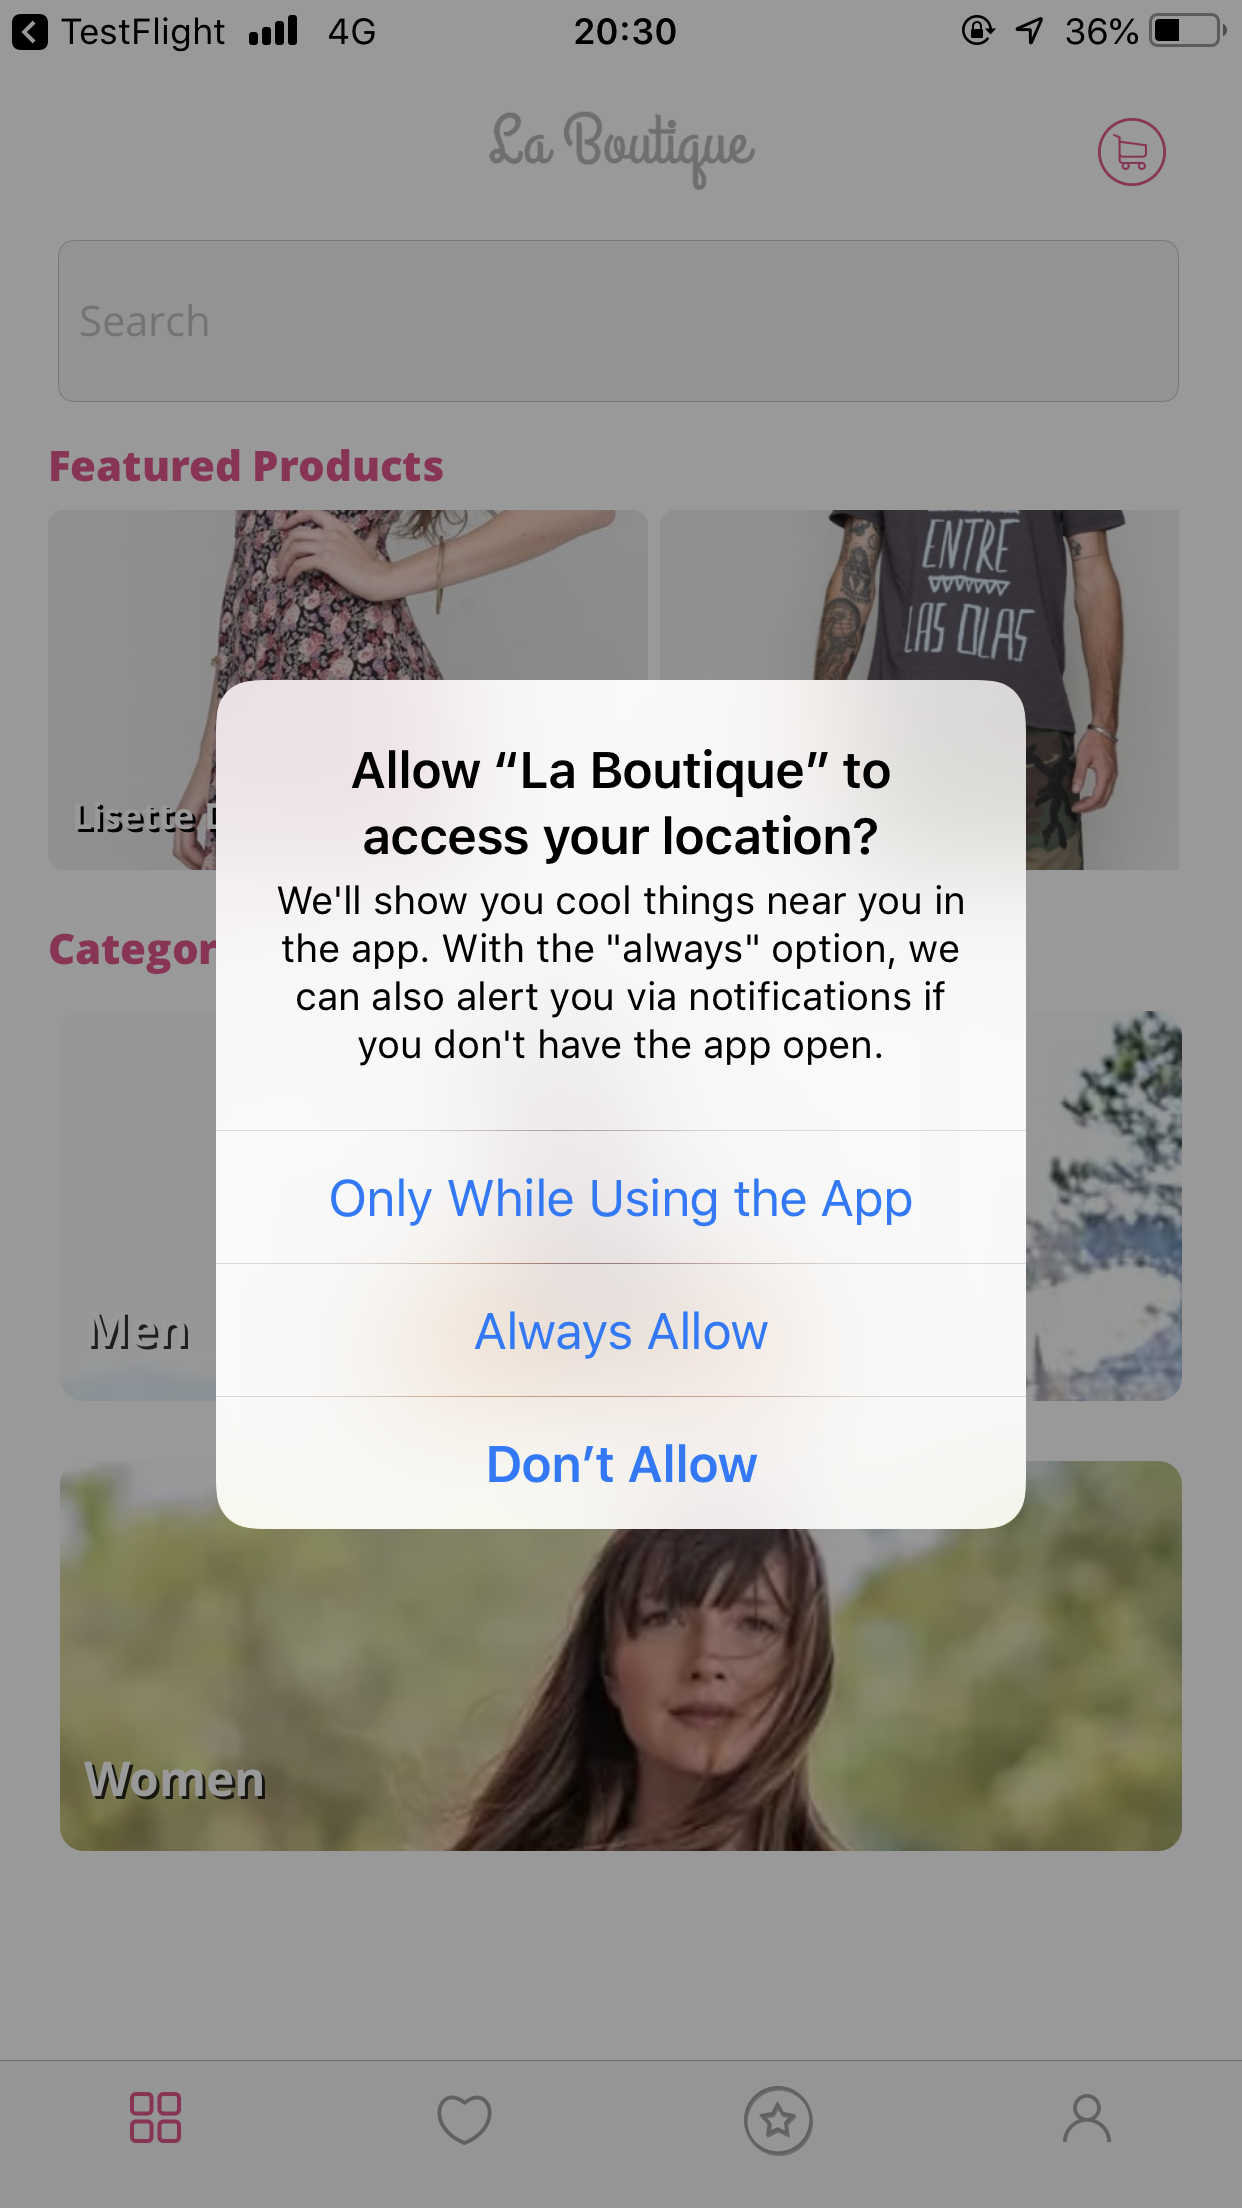 TestFlight 4G 20:30 36%
La Boutique
Search
Featured Products
ENTRE
LAS OLAS
Lisette
Allow “La Boutique” to
access your location?
We'll show you cool things near you in
the app. With the "always" option, we
can also alert you via notifications if
you don't have the app open.
Only While Using the App
Always Allow
Don’t Allow
Men
Women